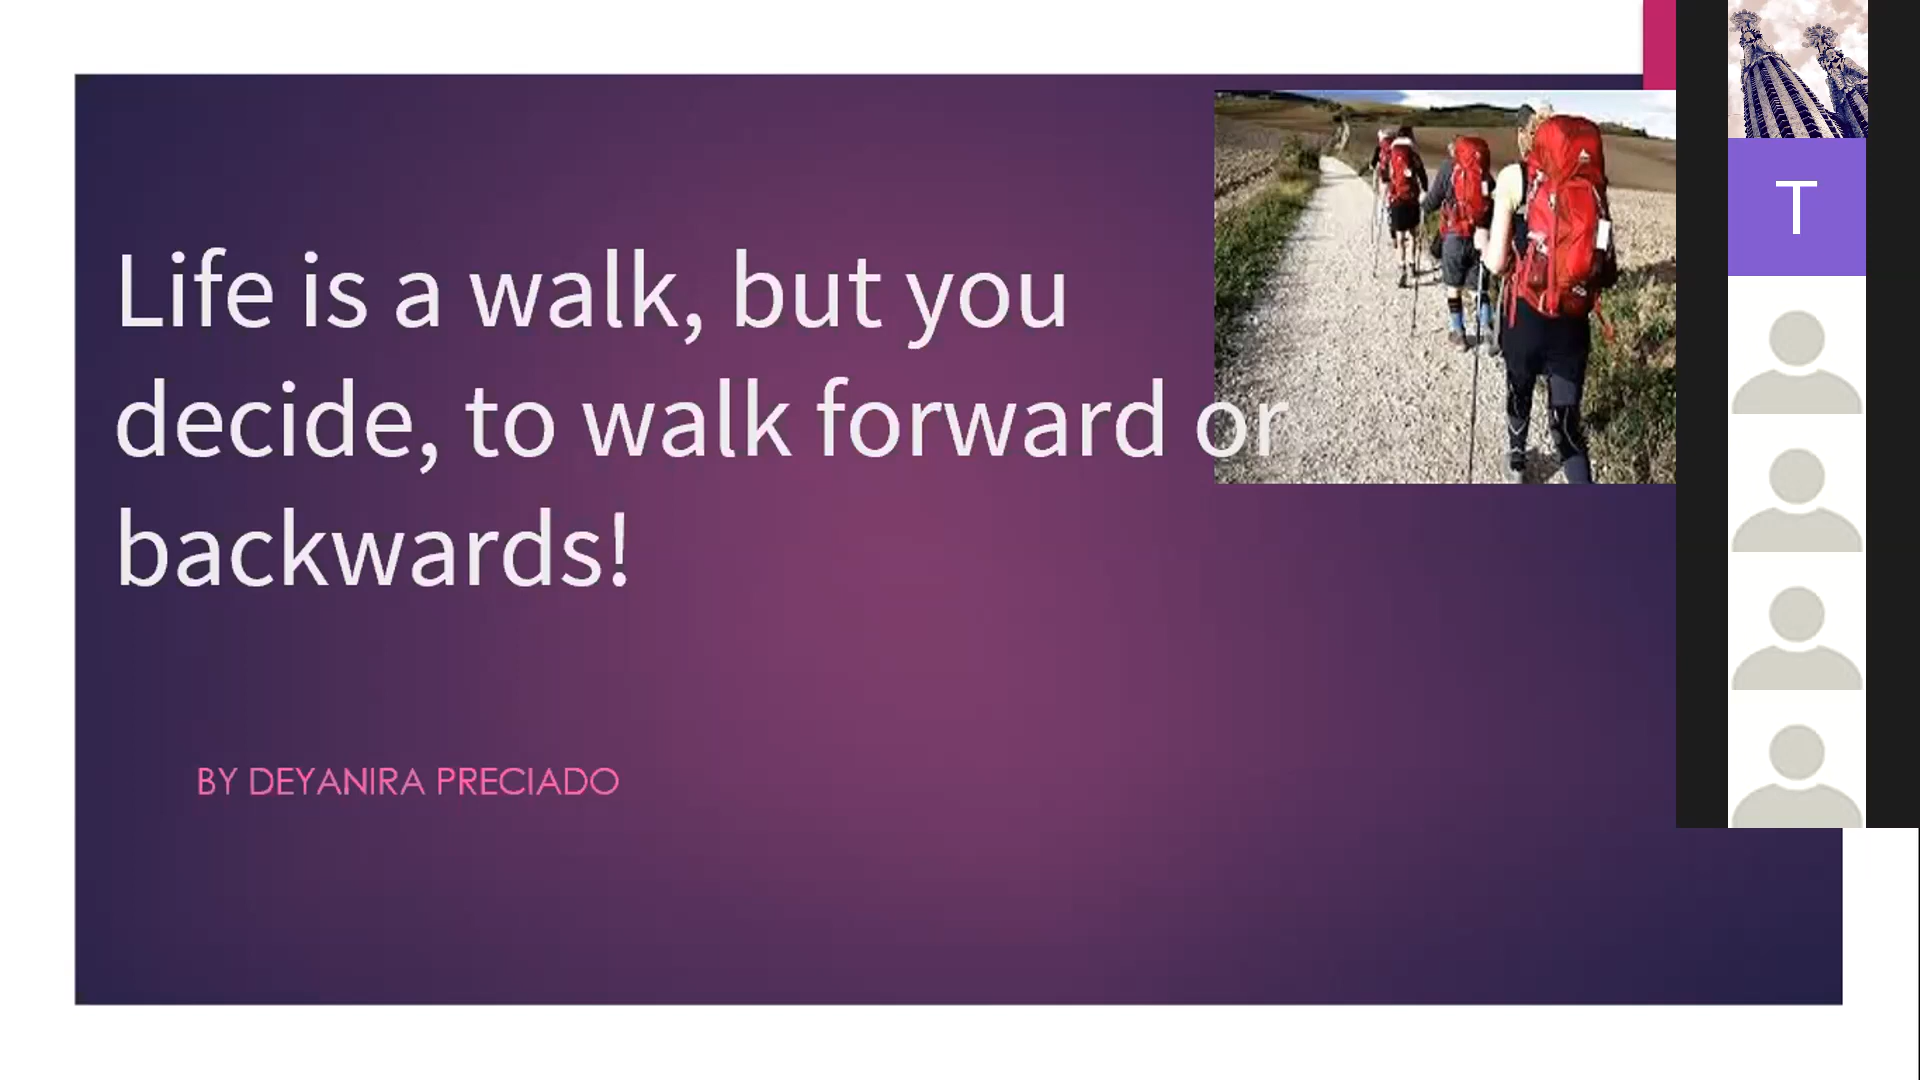 Life is a walk, but you
decide, to walk forward or
backwards!
BY DEYANIRA PRECIADO
T